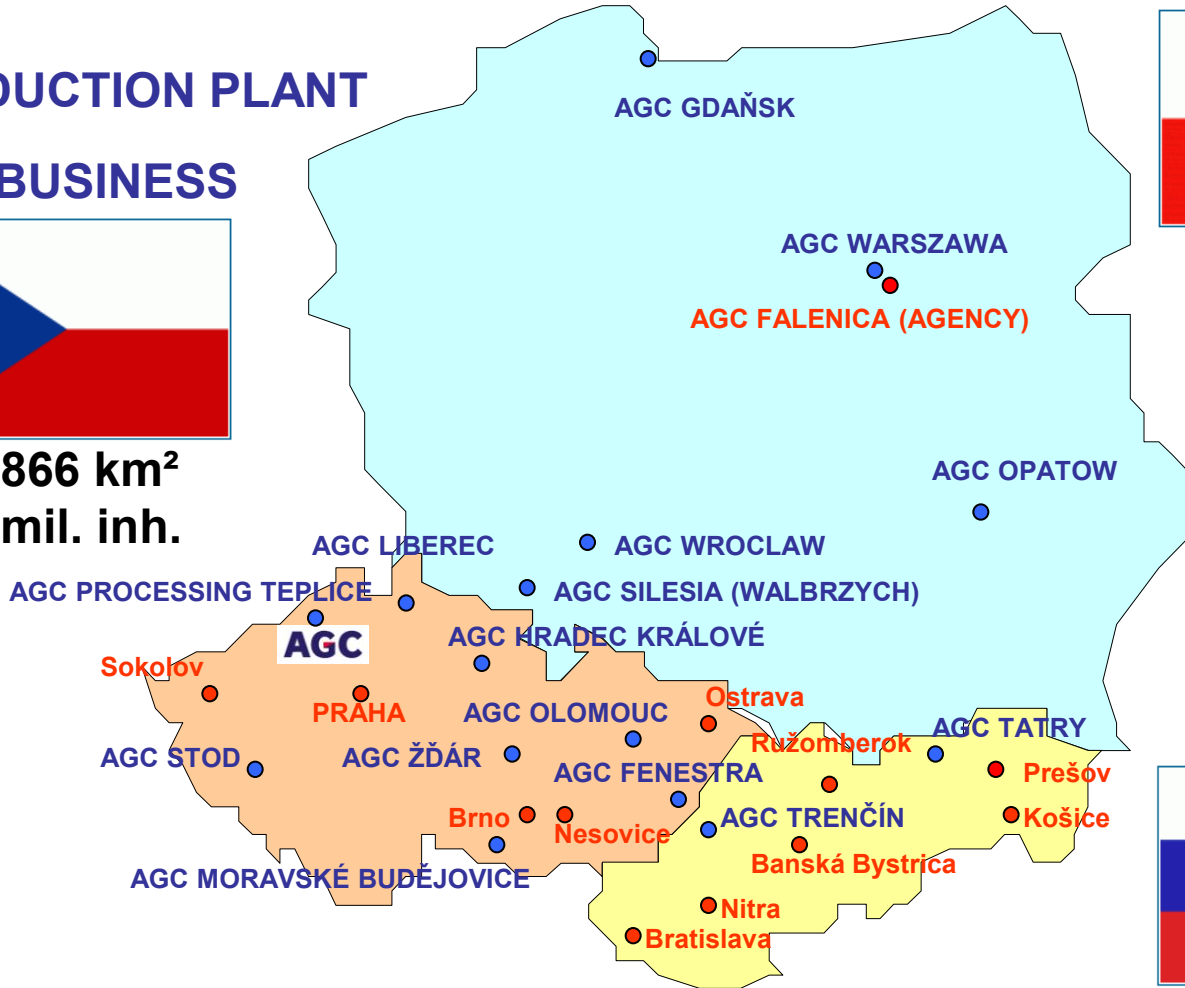 DUCTION PLANT
AGC GDAŇSK
BUSINESS
AGC WARSZAWA
AGC FALENICA (AGENCY)
866 km²
mil. inh.
AGC OPATOW
AGC LIBEREC
AGC WROCLAW
AGC PROCESSING TEPLICE
AGC SILESIA (WALBRZYCH)
AGC
AGC HRADEC KRÁLOVÉ
Sokolov
PRAHA
AGC OLOMOUC
Ostrava
AGC STOD
AGC ŽĎÁR
Ružomberok
AGC TATRY
AGC FENESTRA
Prešov
Brno
Nesovice
AGC TRENČÍN
Košice
Banská Bystrica
AGC MORAVSKÉ BUDĚJOVICE
Nitra
Bratislava